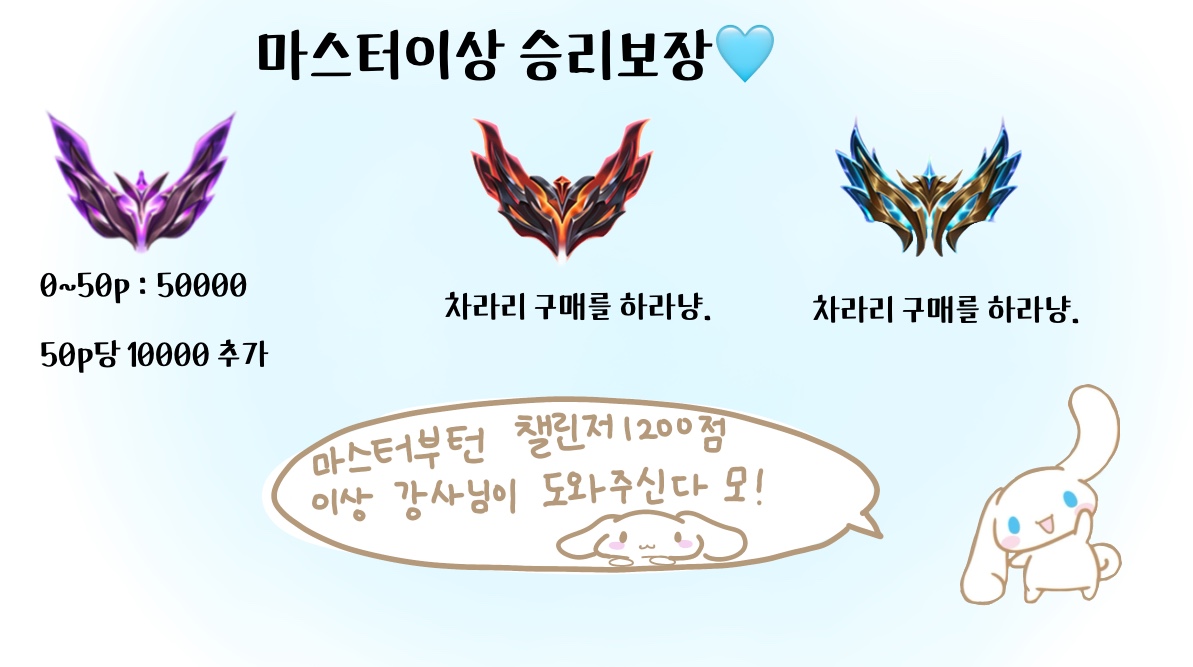 마스터이상 승리보장🩵
0~50p : 50000
50p당 10000 추가
차라리 구매를 하라냥.
차라리 구매를 하라냥.
마스터부턴 챌린저1200점
이상 강사님이 도와주신다 모!